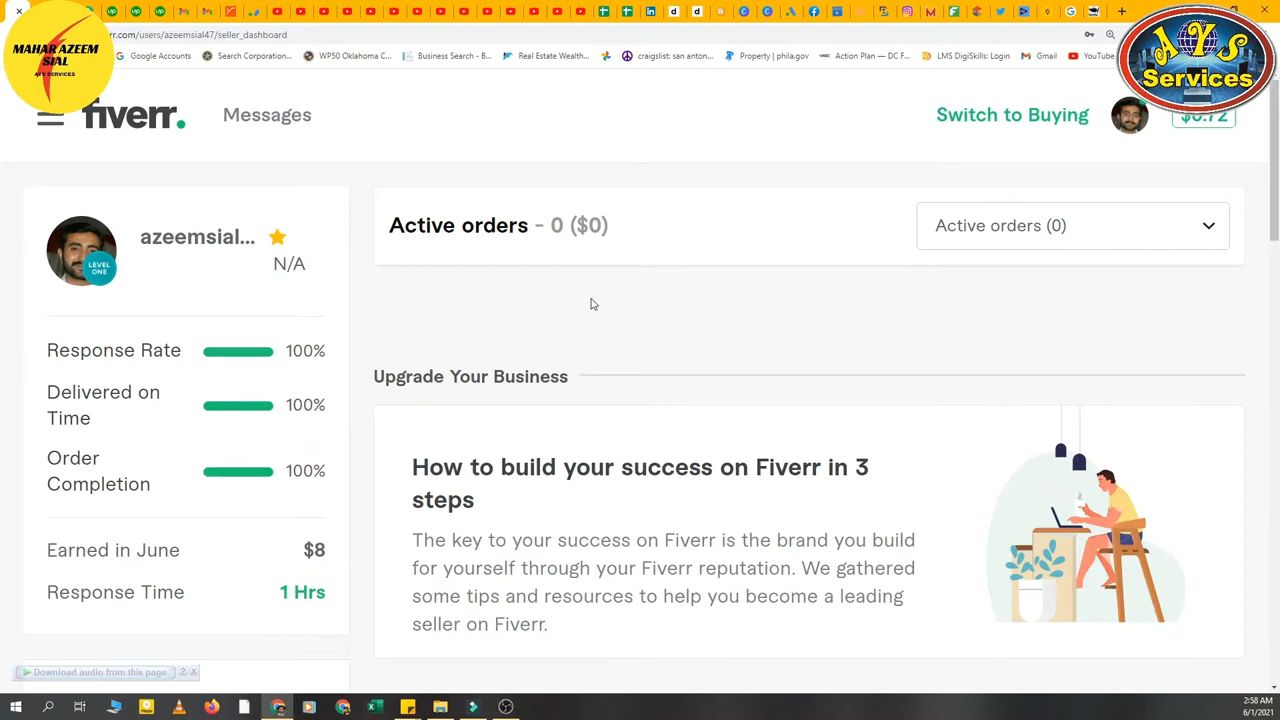 MAHAR AZEEM
SIAL
AYS SERVICES
AYS
Services
rr.com/users/azeemsial47/seller_dashboard
Google Accounts
Search Corporation...
WP50 Oklahoma C...
Business Search - B...
Real Estate Wealth...
craigslist: san anton...
Property | phila.gov
Action Plan — DC F...
LMS DigiSkills: Login
Gmail
YouTube
fiverr.
Messages
Switch to Buying
azeemsial...
N/A
LEVEL
ONE
Response Rate
100%
Delivered on
Time
100%
Order
Completion
100%
Earned in June
$8
Response Time
1 Hrs
Active orders - 0 ($0)
Active orders (0)
Upgrade Your Business
How to build your success on Fiverr in 3
steps
The key to your success on Fiverr is the brand you build
for yourself through your Fiverr reputation. We gathered
some tips and resources to help you become a leading
seller on Fiverr.
Download audio from this page
?
X
2:58 AM
6/1/2021